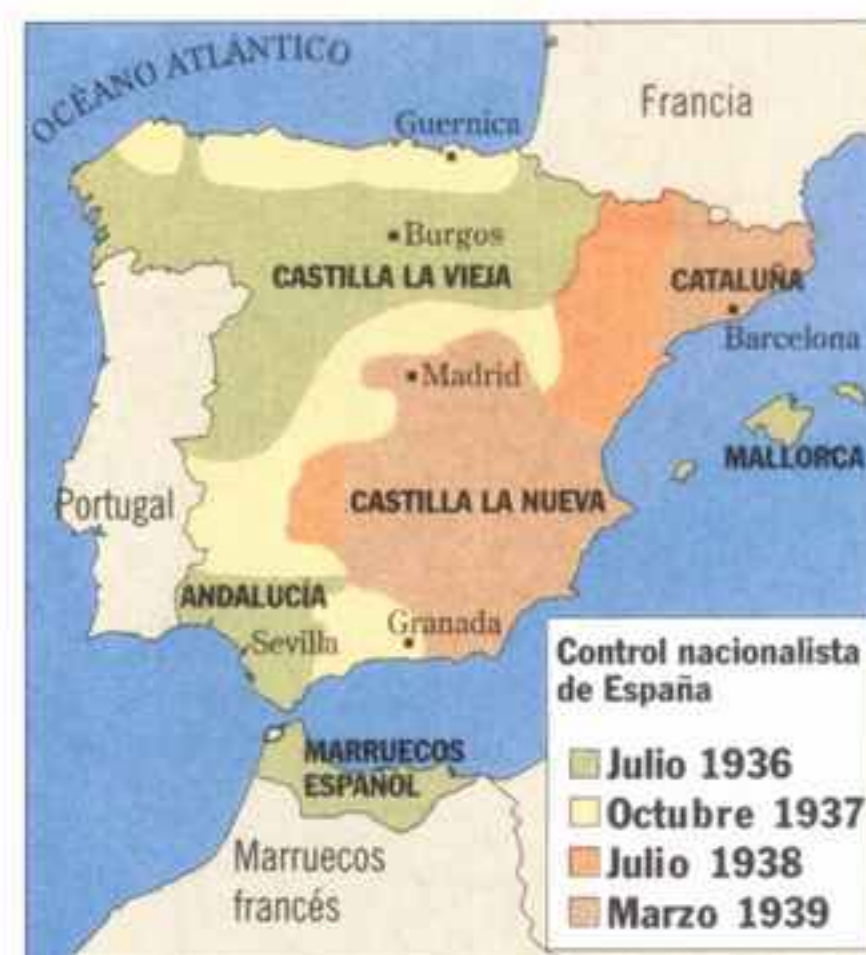 OCÉANO ATLÁNTICO
Francia
Guernica
Burgos
CASTILLA LA VIEJA
CATALUÑA
Barcelona
Madrid
MALLORCA
Portugal
CASTILLA LA NUEVA
ANDALUCÍA
Sevilla
Granada
MARRUECOS
ESPAÑOL
Marruecos
francés
Control nacionalista
de España
Julio 1936
Octubre 1937
Julio 1938
Marzo 1939